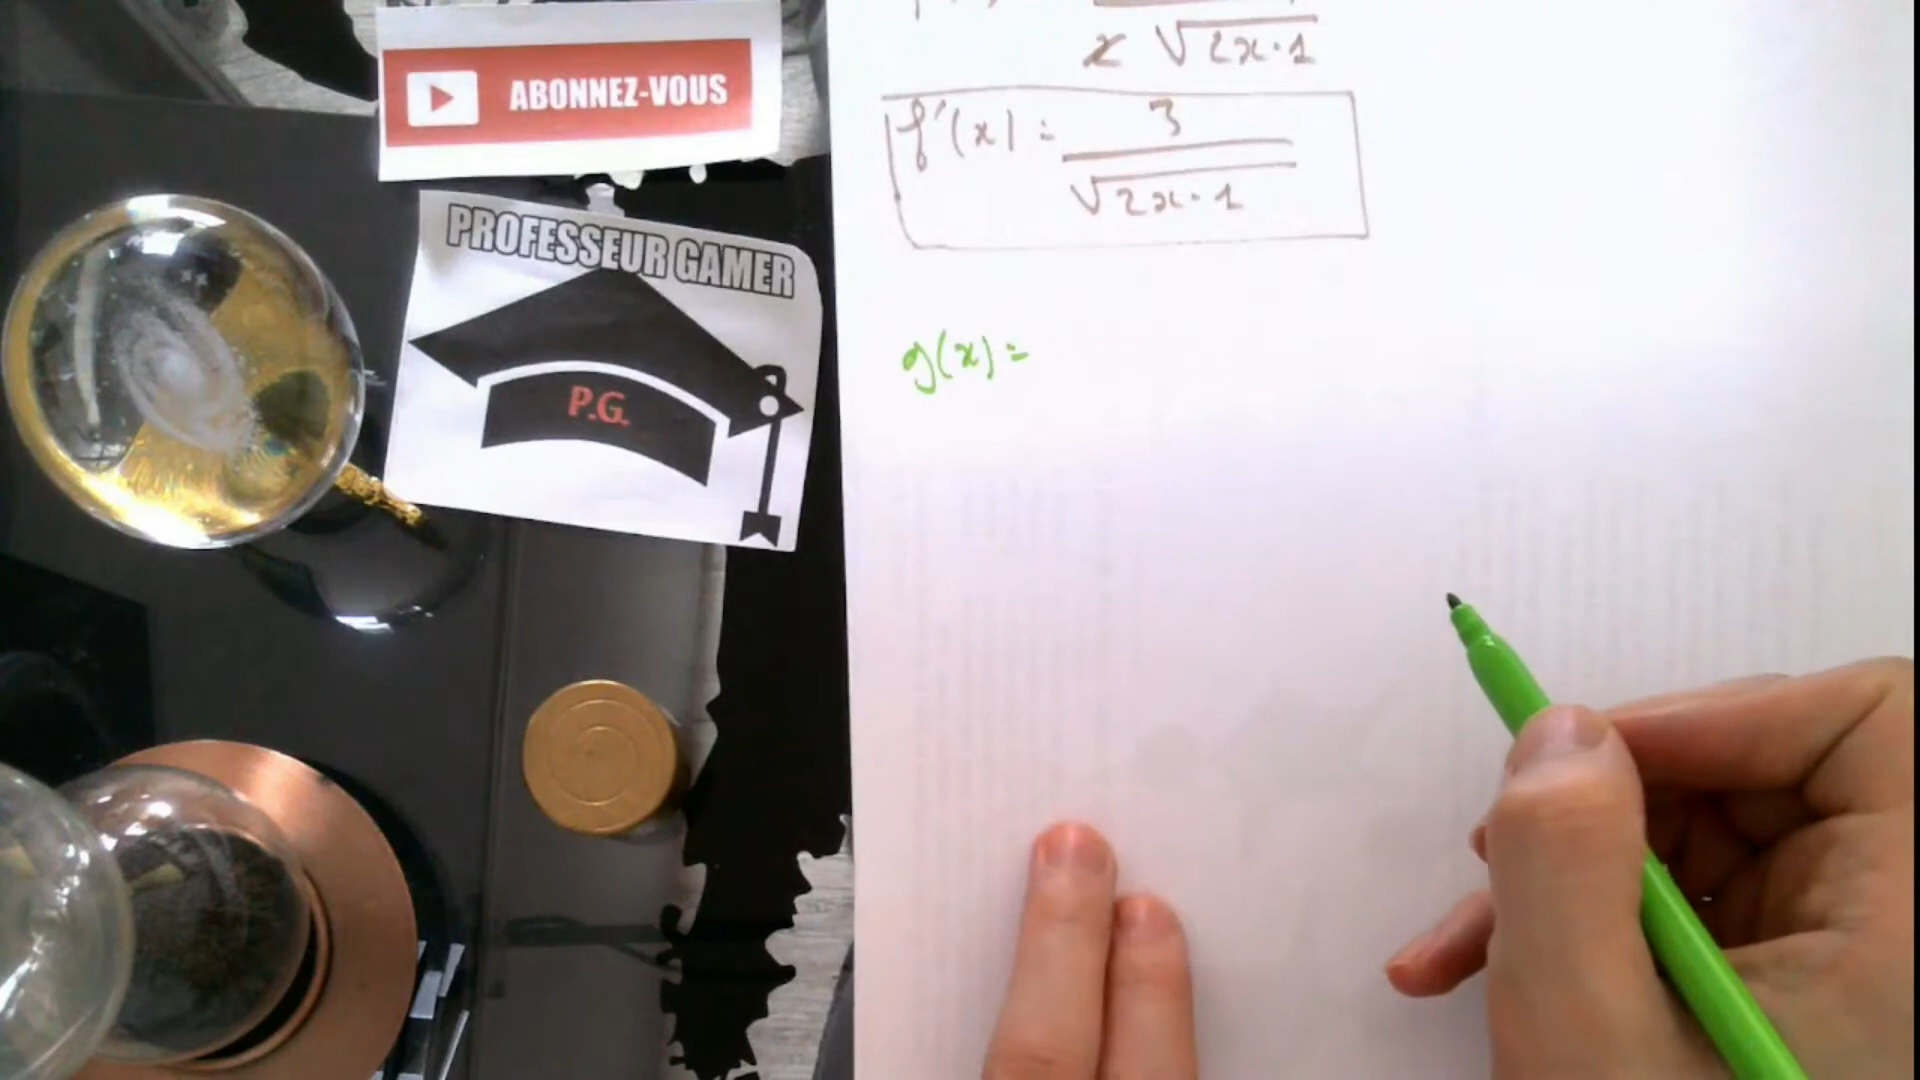 ABONNEZ-VOUS
PROFESSEUR GAMER
P.G.
x √2x-1
f'(x) = 3
√2x-1
g(x) =